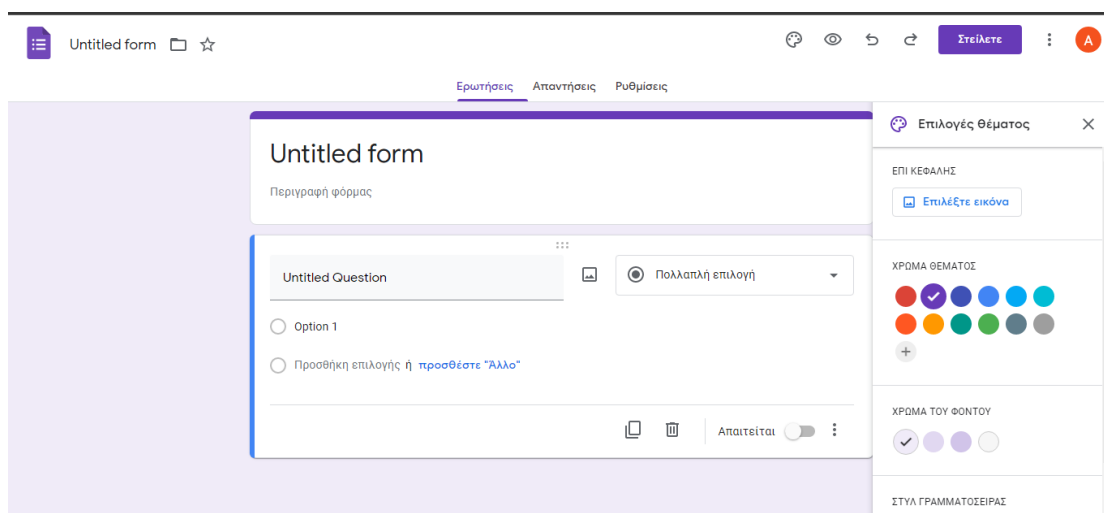 Untitled form
Στείλετε
A
Ερωτήσεις Απαντήσεις Ρυθμίσεις
Untitled form
Περιγραφή φόρμας
Untitled Question
Πολλαπλή επιλογή
Option 1
Προσθήκη επιλογής ή προσθέστε "Άλλο"
Απαιτείται
Επιλογές θέματος
ΕΠΙ ΚΕΦΑΛΗΣ
Επιλέξτε εικόνα
ΧΡΩΜΑ ΘΕΜΑΤΟΣ
ΧΡΩΜΑ ΤΟΥ ΦΟΝΤΟΥ
ΣΤΥΛ ΓΡΑΜΜΑΤΟΣΕΙΡΑΣ